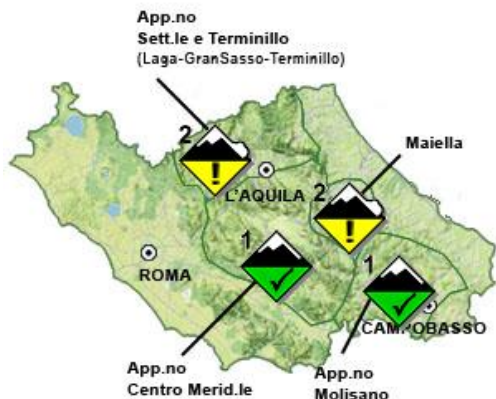 App.no
Sett.le e Terminillo
(Laga-GranSasso-Terminillo)
2
!
Maiella
L'AQUILA
2
!
1
ROMA
1
CAMPOBASSO
App.no
Centro Merid.le
App.no
Molisano